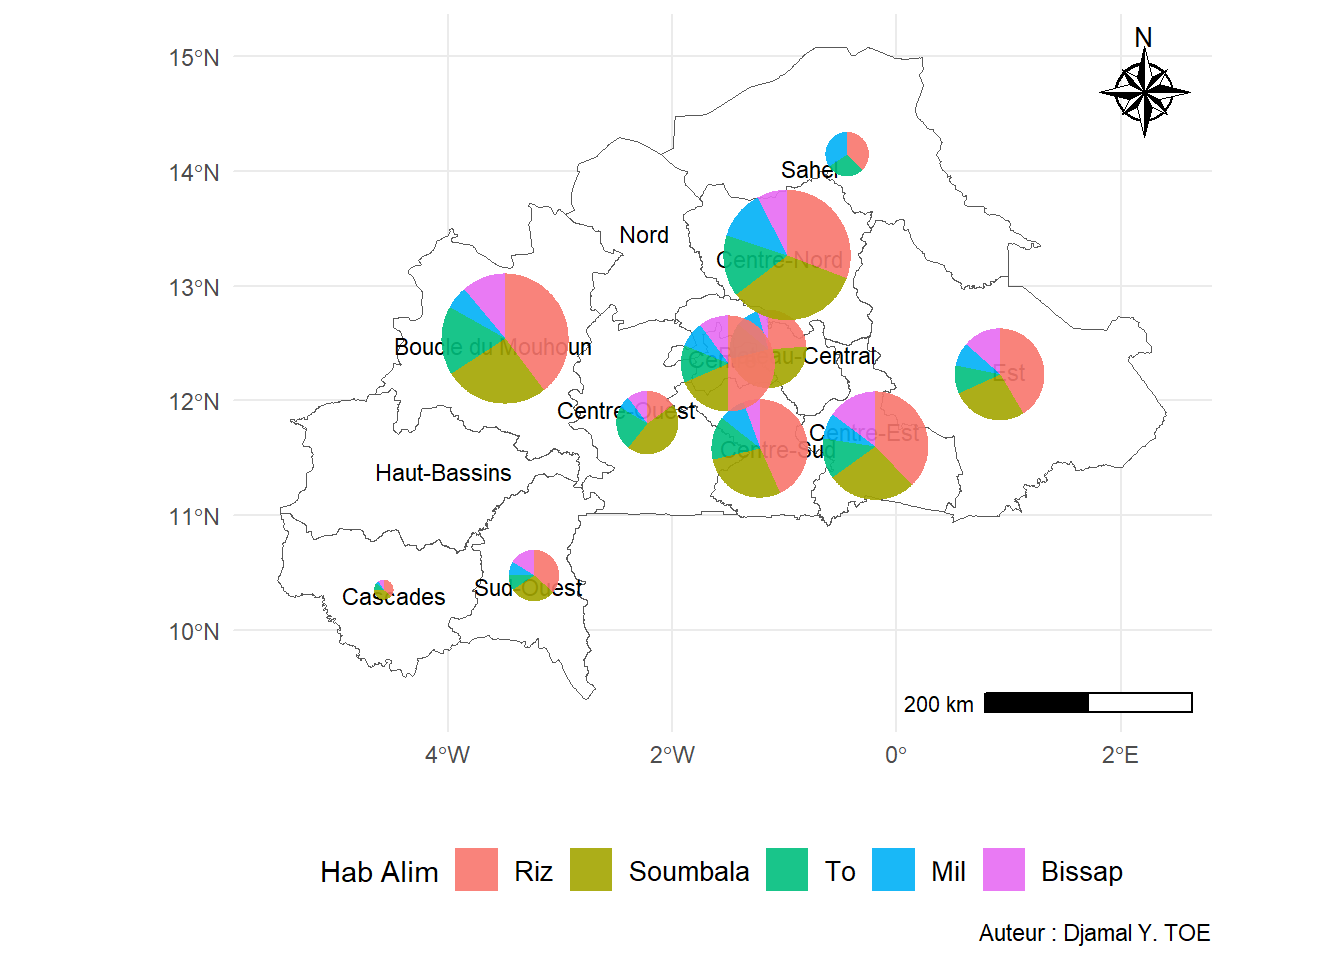 N
15°N
14°N
13°N
12°N
11°N
10°N
Sahel
Nord
Centre-Nord
Boucle du Mouhoun
Plateau-Central
Est
Centre-Ouest
Centre-Est
Centre-Sud
Haut-Bassins
Sud-Ouest
Cascades
200 km
4°W
2°W
0°
2°E
Hab Alim Riz Soumbala To Mil Bissap
Auteur : Djamal Y. TOE